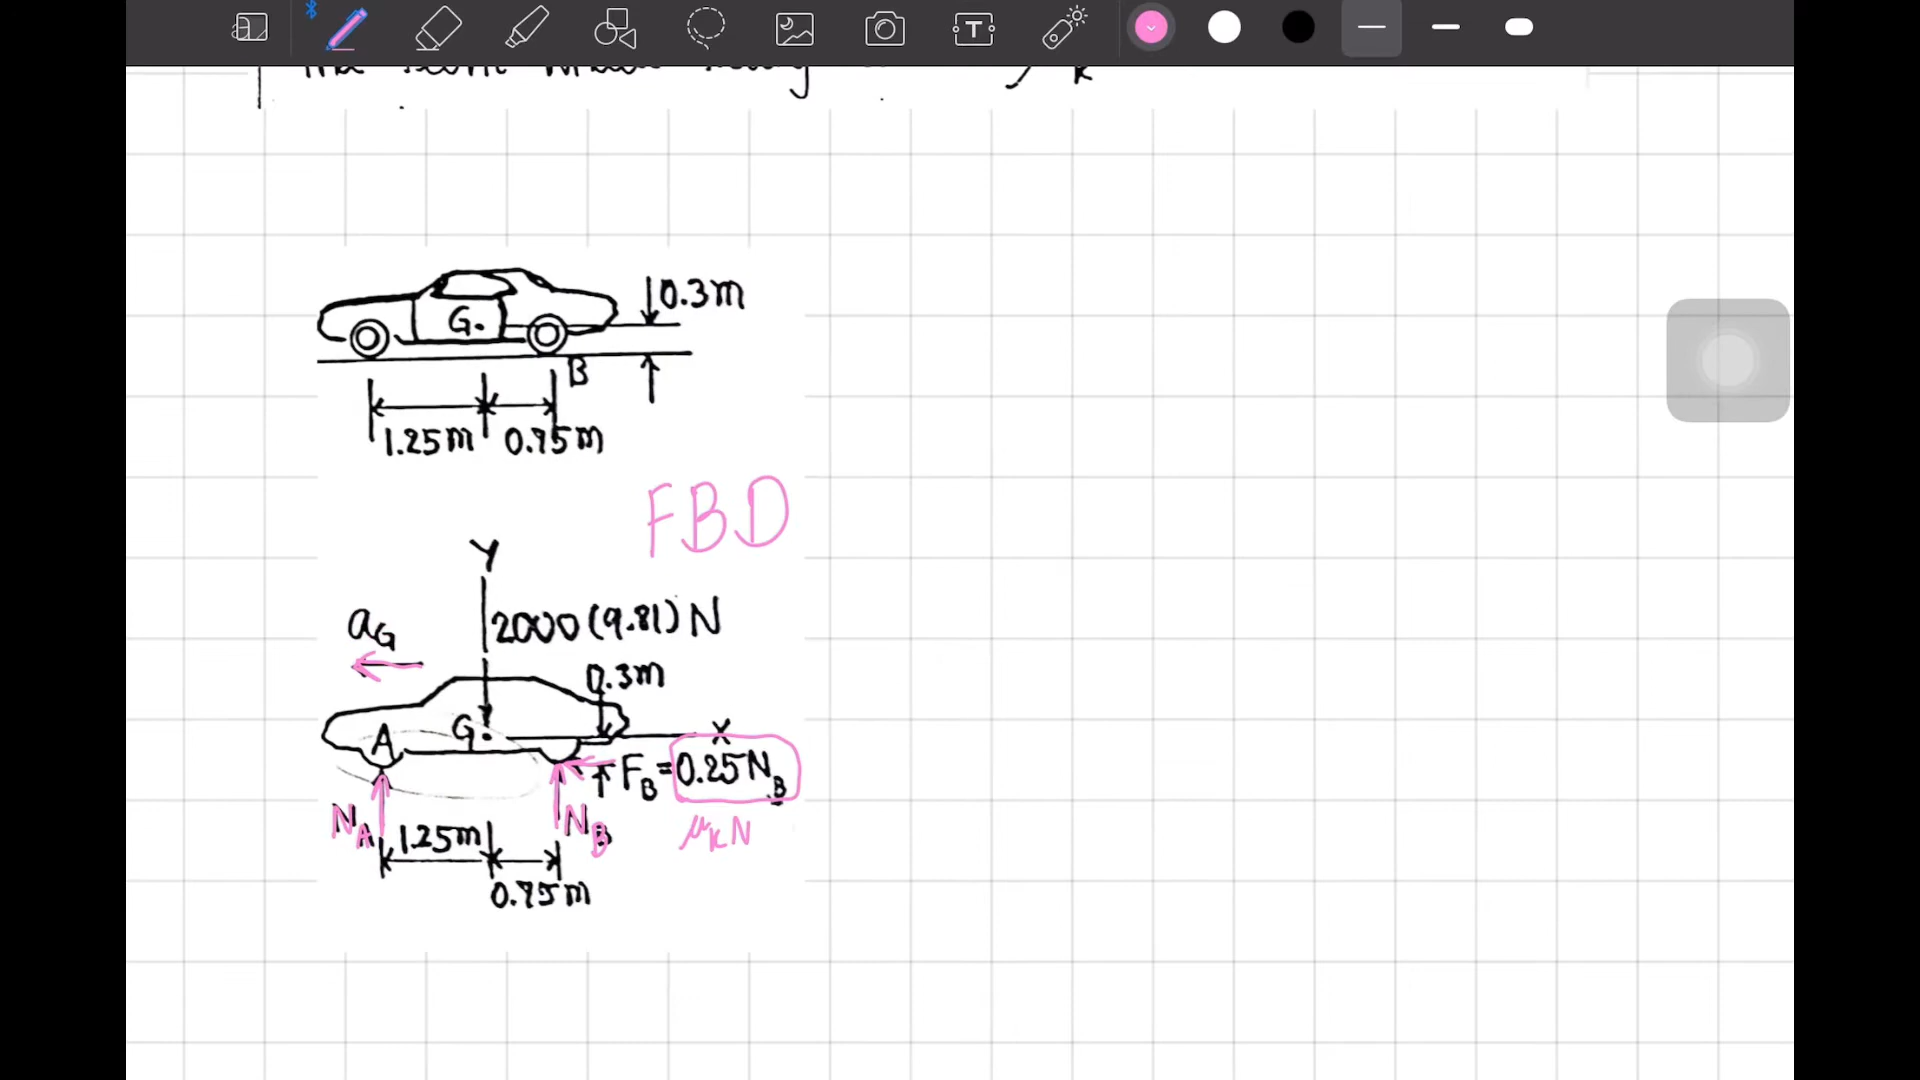 T
k
0.3m
G.
B
1.25m 0.75m
FBD
Y
2000(9.81)N
aG
0.3m
A G. X
FB=0.25NB
NA 1.25m NB μkN
0.75m